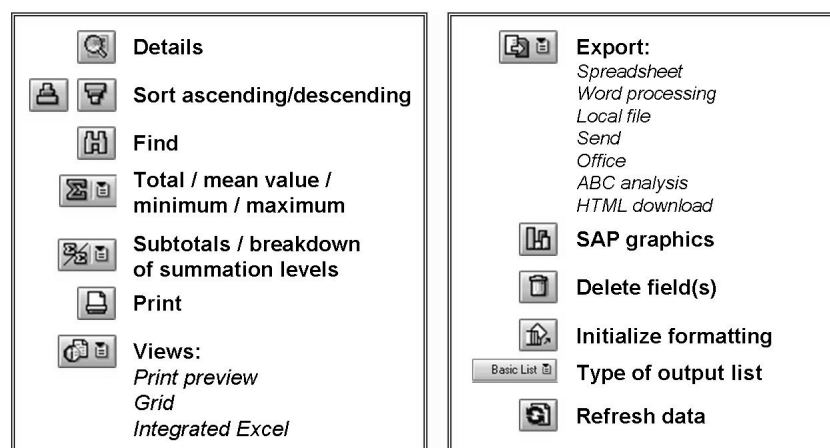 Details
Sort ascending/descending
Find
Total / mean value /
minimum / maximum
Subtotals / breakdown
of summation levels
Print
Views:
Print preview
Grid
Integrated Excel
Export:
Spreadsheet
Word processing
Local file
Send
Office
ABC analysis
HTML download
SAP graphics
Delete field(s)
Initialize formatting
Basic List
Type of output list
Refresh data